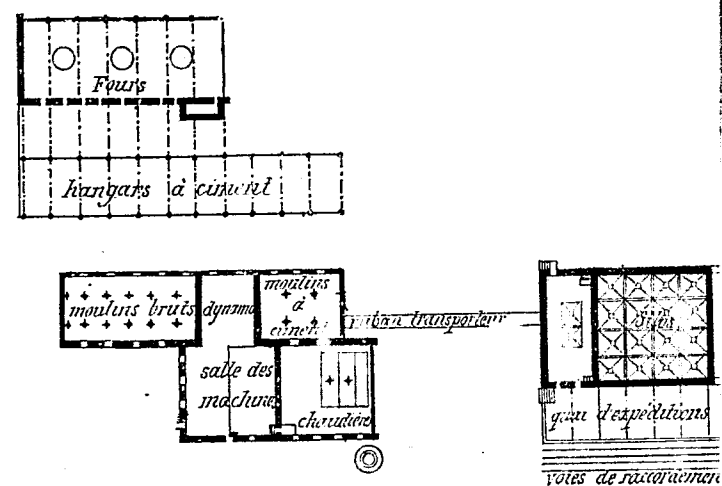 Fours
hangars à ciment
moulins bruts
dynamo
moulins
à
ciment
ruban transporteur
Silos
salle des
machines
chaudière
quai d'expéditions
voies de raccordement